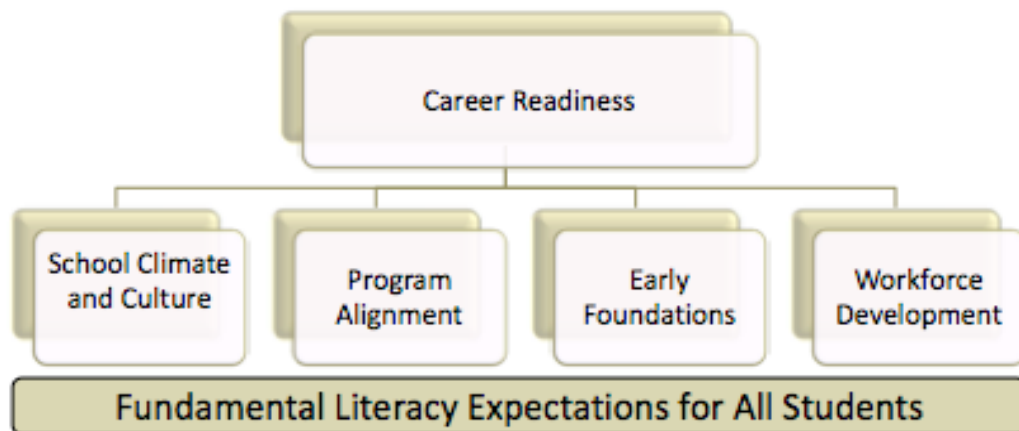 Career Readiness
School Climate
and Culture
Program
Alignment
Early
Foundations
Workforce
Development
Fundamental Literacy Expectations for All Students